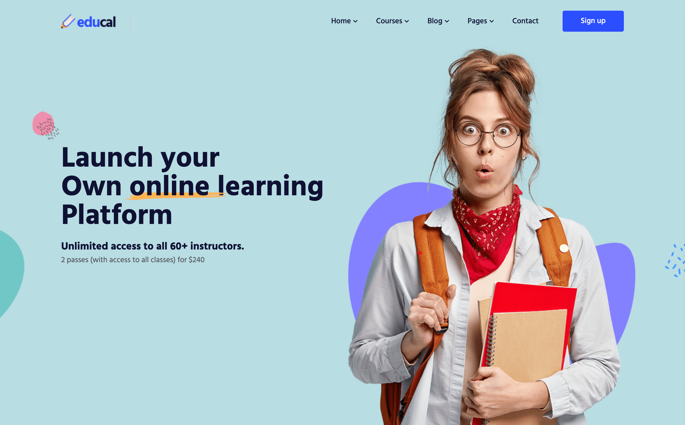 educal
Home Courses Blog Pages Contact Sign up
Launch your
Own online learning
Platform
Unlimited access to all 60+ instructors.
2 passes (with access to all classes) for $240